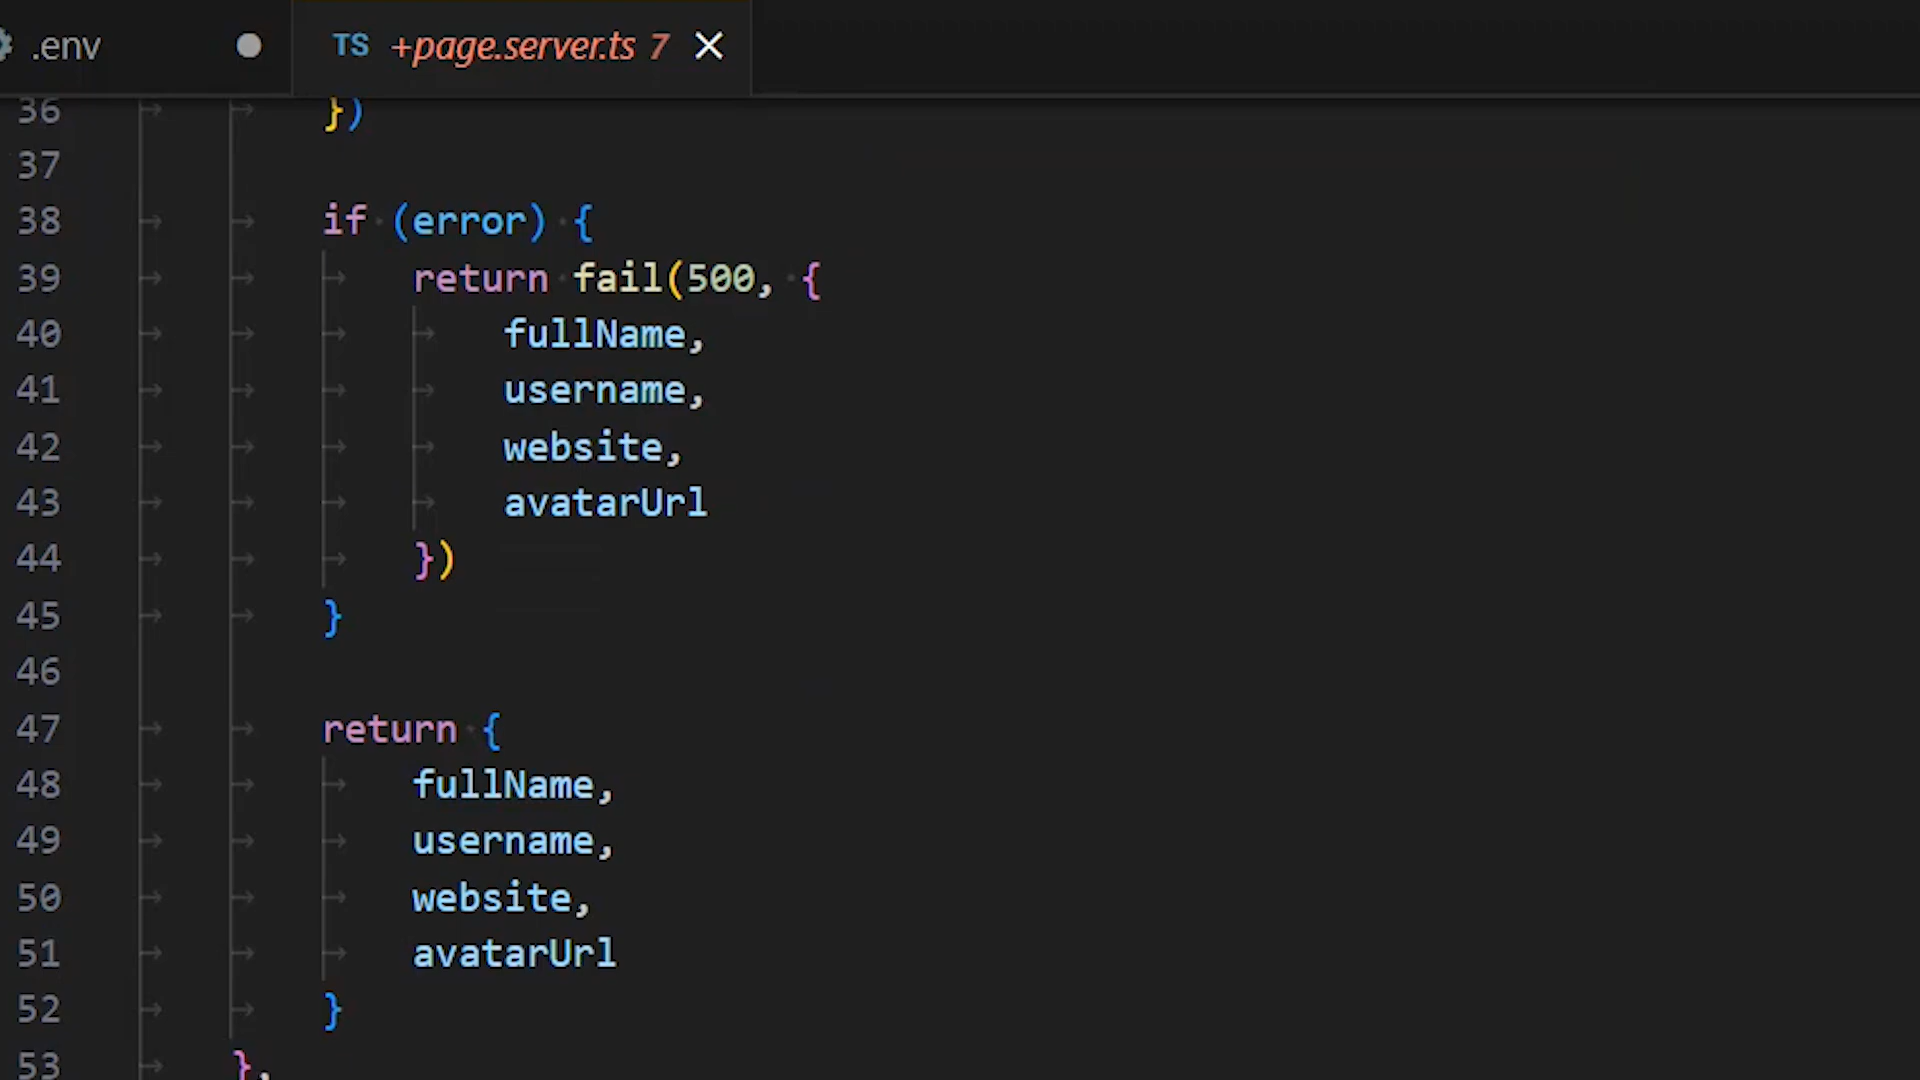 .env
TS +page.server.ts 7
36 })
37
38 if (error) {
39 return fail(500, {
40 fullName,
41 username,
42 website,
43 avatarUrl
44 })
45 }
46
47 return {
48 fullName,
49 username,
50 website,
51 avatarUrl
52 }
53 },